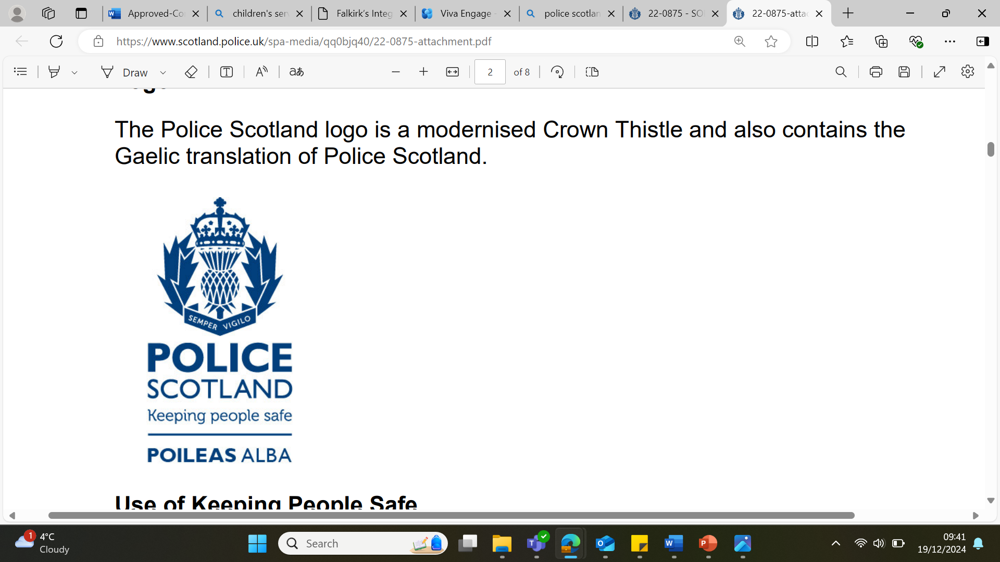 Approved-Co
children's ser
Falkirk's Integ
Viva Engage -
police scotlan
22-0875 - SO
22-0875-attac
https://www.scotland.police.uk/spa-media/qq0bjq40/22-0875-attachment.pdf
Draw
2 of 8
The Police Scotland logo is a modernised Crown Thistle and also contains the
Gaelic translation of Police Scotland.
SEMPER VIGILO
POLICE
SCOTLAND
Keeping people safe
POILEAS ALBA
Use of Keeping People Safe
1
4°C
Cloudy
Search
09:41
19/12/2024